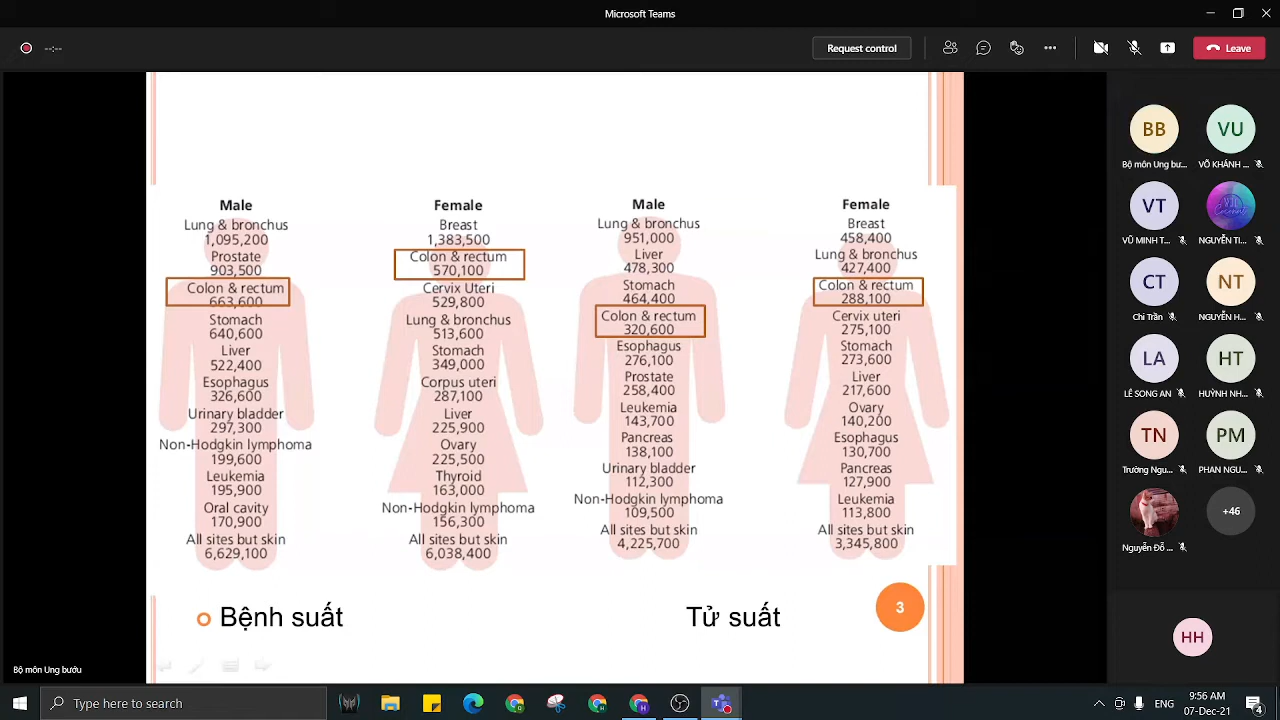 Microsoft Teams
--:--
Request control
Leave
Male
Lung & bronchus
1,095,200
Prostate
903,500
Colon & rectum
663,600
Stomach
640,600
Liver
522,400
Esophagus
326,600
Urinary bladder
297,300
Non-Hodgkin lymphoma
199,600
Leukemia
195,900
Oral cavity
170,900
All sites but skin
6,629,100
Female
Breast
1,383,500
Colon & rectum
570,100
Cervix Uteri
529,800
Lung & bronchus
513,600
Stomach
349,000
Corpus uteri
287,100
Liver
225,900
Ovary
225,500
Thyroid
163,000
Non-Hodgkin lymphoma
156,300
All sites but skin
6,038,400
Male
Lung & bronchus
951,000
Liver
478,300
Stomach
464,400
Colon & rectum
320,600
Esophagus
276,100
Prostate
258,400
Leukemia
143,700
Pancreas
138,100
Urinary bladder
112,300
Non-Hodgkin lymphoma
109,500
All sites but skin
4,225,700
Female
Breast
458,400
Lung & bronchus
427,400
Colon & rectum
288,100
Cervix uteri
275,100
Stomach
273,600
Liver
217,600
Ovary
140,200
Esophagus
130,700
Pancreas
127,900
Leukemia
113,800
All sites but skin
3,345,800
Bệnh suất
Tử suất
3
Bộ môn Ung bướu
BB
VU
Bộ môn Ung bư...
VÕ KHÁNH ...
VT
VŨ MINH T...
NGUYỄN TI...
CT
NT
CAO THỊ T...
NGUYỄN T...
LA
HT
LÊ SONG A...
HUỲNH HH...
TN
PM
Trương Ng...
PHAN NGU...
+46
Nguyễn Đỗ ...
HH
Type here to search
9:56 AM
07-Dec-21